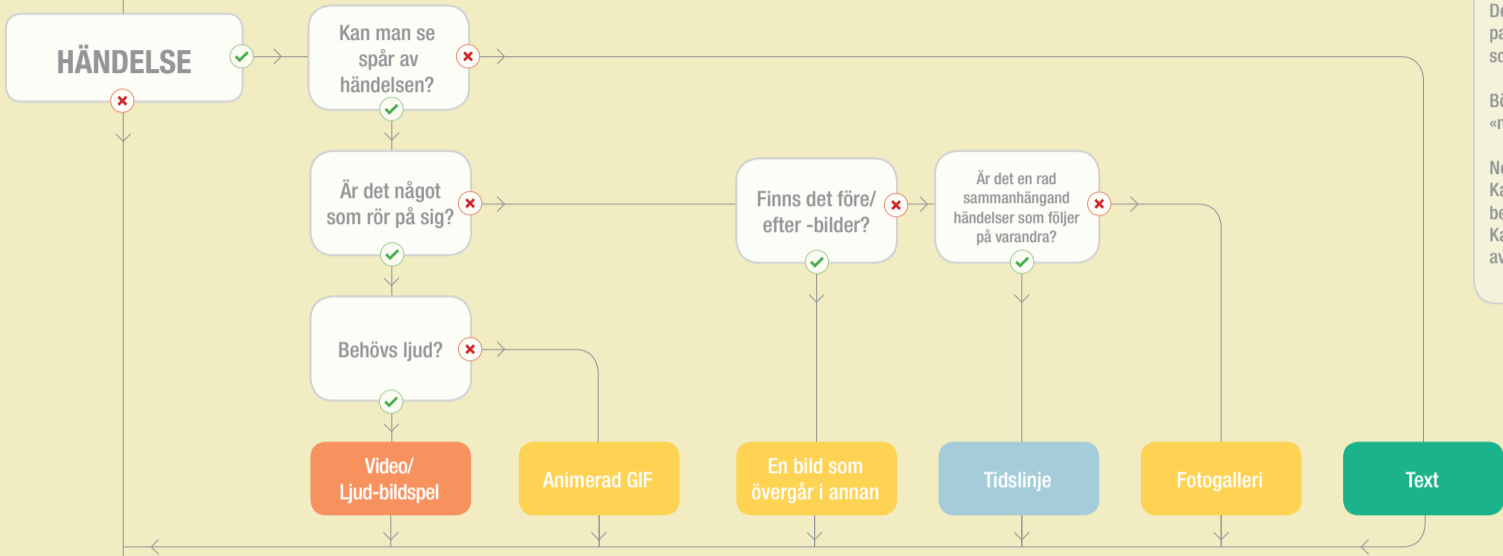 HÄNDELSE
Kan man se
spår av
händelsen?
Är det något
som rör på sig?
Finns det före/
efter -bilder?
Är det en rad
sammanhängand
händelser som följer
på varandra?
Behövs ljud?
Video/
Ljud-bildspel
Animerad GIF
En bild som
övergår i annan
Tidslinje
Fotogalleri
Text